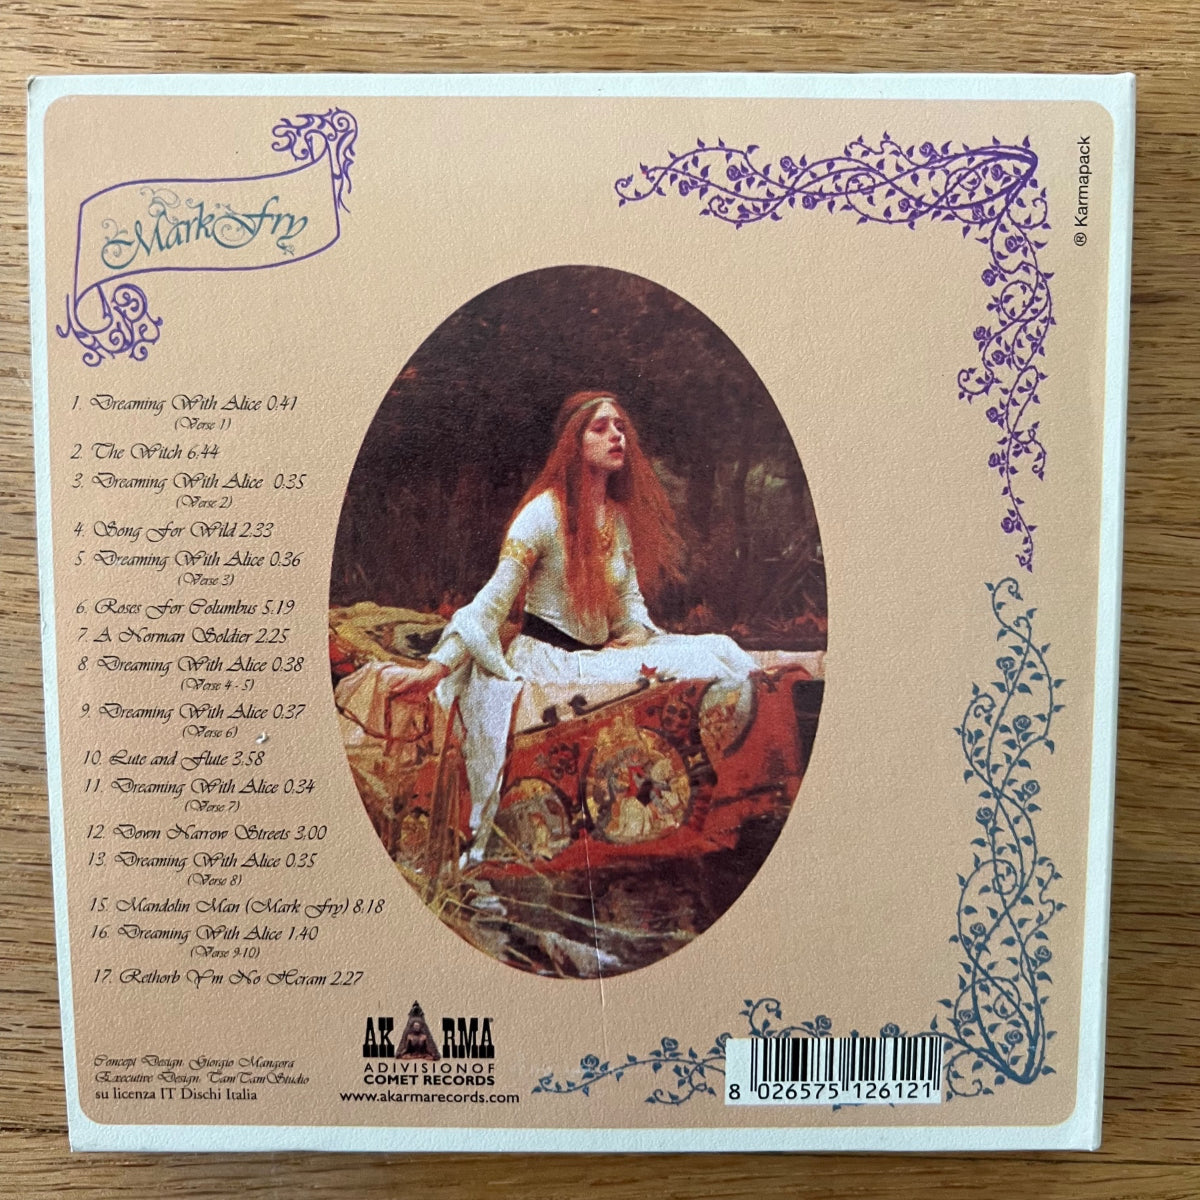 Mark Fry
® Karmapack
1. Dreaming With Alice 0:41
(Verse 1)
2. The Witch 6:44
3. Dreaming With Alice 0:35
(Verse 2)
4. Song For Wild 2:33
5. Dreaming With Alice 0:36
(Verse 3)
6. Roses For Columbus 5:19
7. A Norman Soldier 2:25
8. Dreaming With Alice 0:38
(Verse 4 - 5)
9. Dreaming With Alice 0:37
(Verse 6)
10. Lute and Flute 3:58
11. Dreaming With Alice 0:34
(Verse 7)
12. Down Narrow Streets 3:00
13. Dreaming With Alice 0:35
(Verse 8)
15. Mandolin Man (Mark Fry) 8:18
16. Dreaming With Alice 1:40
(Verse 9-10)
17. Rethorb Ym No Hcram 2:27
Concept Design: Giorgio Mangora
Executive Design: TamTamStudio
su licenza IT Dischi Italia
AKARMA
A DIVISION OF
COMET RECORDS
www.akarmarecords.com
8 026575 126121